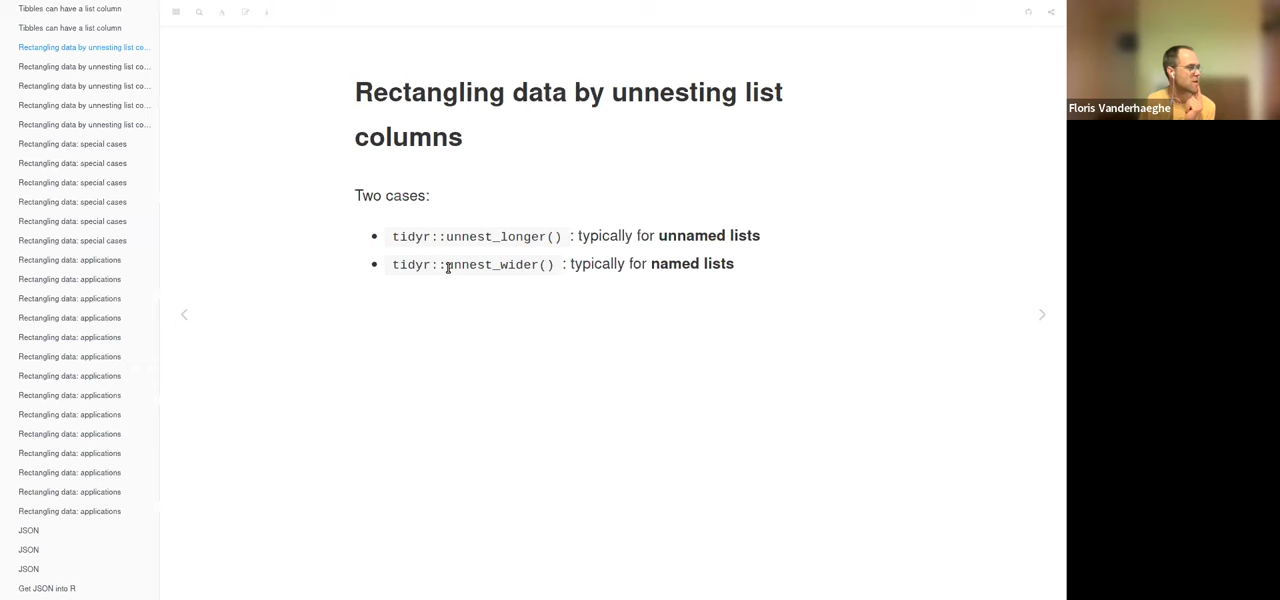 Tibbles can have a list column
Tibbles can have a list column
Rectangling data by unnesting list co...
Rectangling data by unnesting list co...
Rectangling data by unnesting list co...
Rectangling data by unnesting list co...
Rectangling data by unnesting list co...
Rectangling data: special cases
Rectangling data: special cases
Rectangling data: special cases
Rectangling data: special cases
Rectangling data: special cases
Rectangling data: special cases
Rectangling data: applications
Rectangling data: applications
Rectangling data: applications
Rectangling data: applications
Rectangling data: applications
Rectangling data: applications
Rectangling data: applications
Rectangling data: applications
Rectangling data: applications
Rectangling data: applications
Rectangling data: applications
Rectangling data: applications
Rectangling data: applications
Rectangling data: applications
JSON
JSON
JSON
Get JSON into R
Rectangling data by unnesting list
columns
Two cases:
• tidyr::unnest_longer() : typically for unnamed lists
• tidyr::unnest_wider() : typically for named lists
Floris Vanderhaeghe